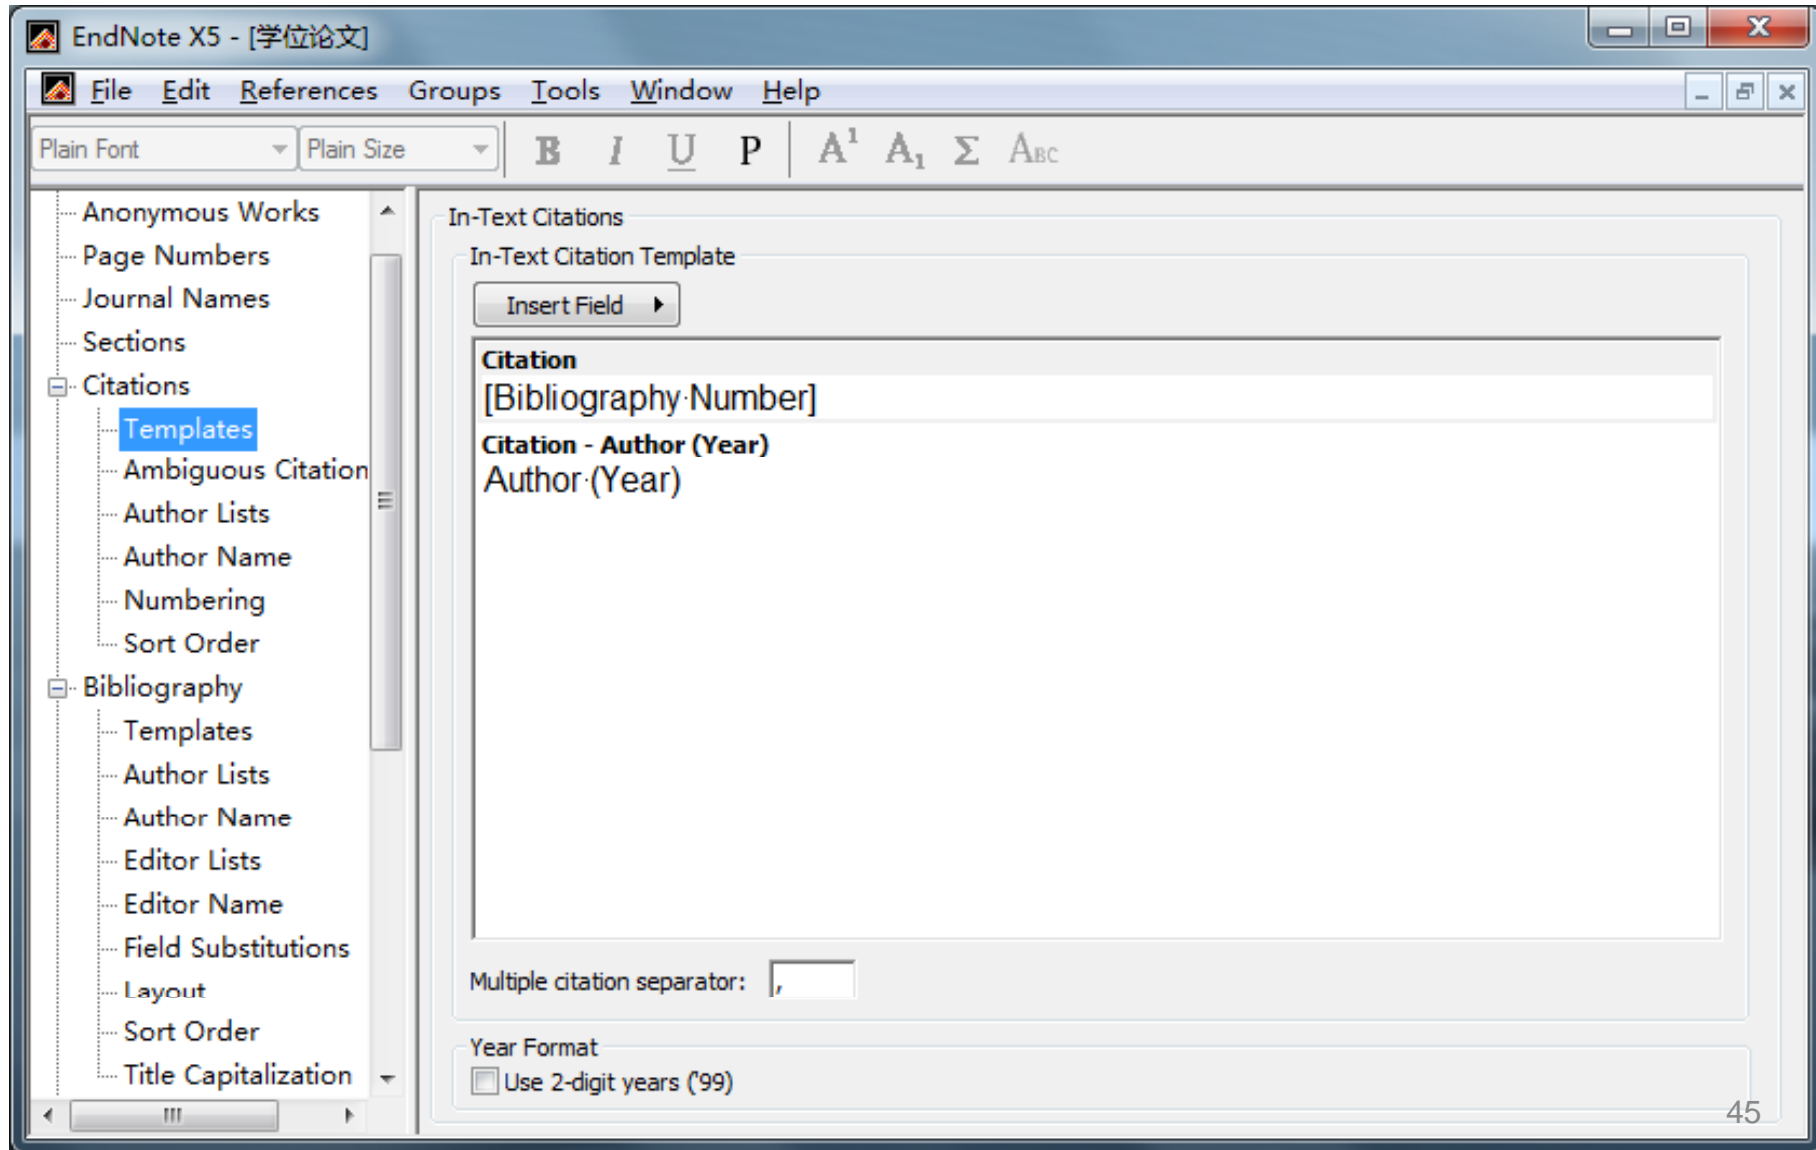 EndNote X5 - [学位论文]
File Edit References Groups Tools Window Help
Plain Font Plain Size B I U P A¹ A₁ Σ ABC
Anonymous Works
Page Numbers
Journal Names
Sections
Citations
Templates
Ambiguous Citation
Author Lists
Author Name
Numbering
Sort Order
Bibliography
Templates
Author Lists
Author Name
Editor Lists
Editor Name
Field Substitutions
Layout
Sort Order
Title Capitalization
In-Text Citations
In-Text Citation Template
Insert Field
Citation
[Bibliography·Number]
Citation - Author (Year)
Author·(Year)
Multiple citation separator: ,
Year Format
Use 2-digit years ('99)
45